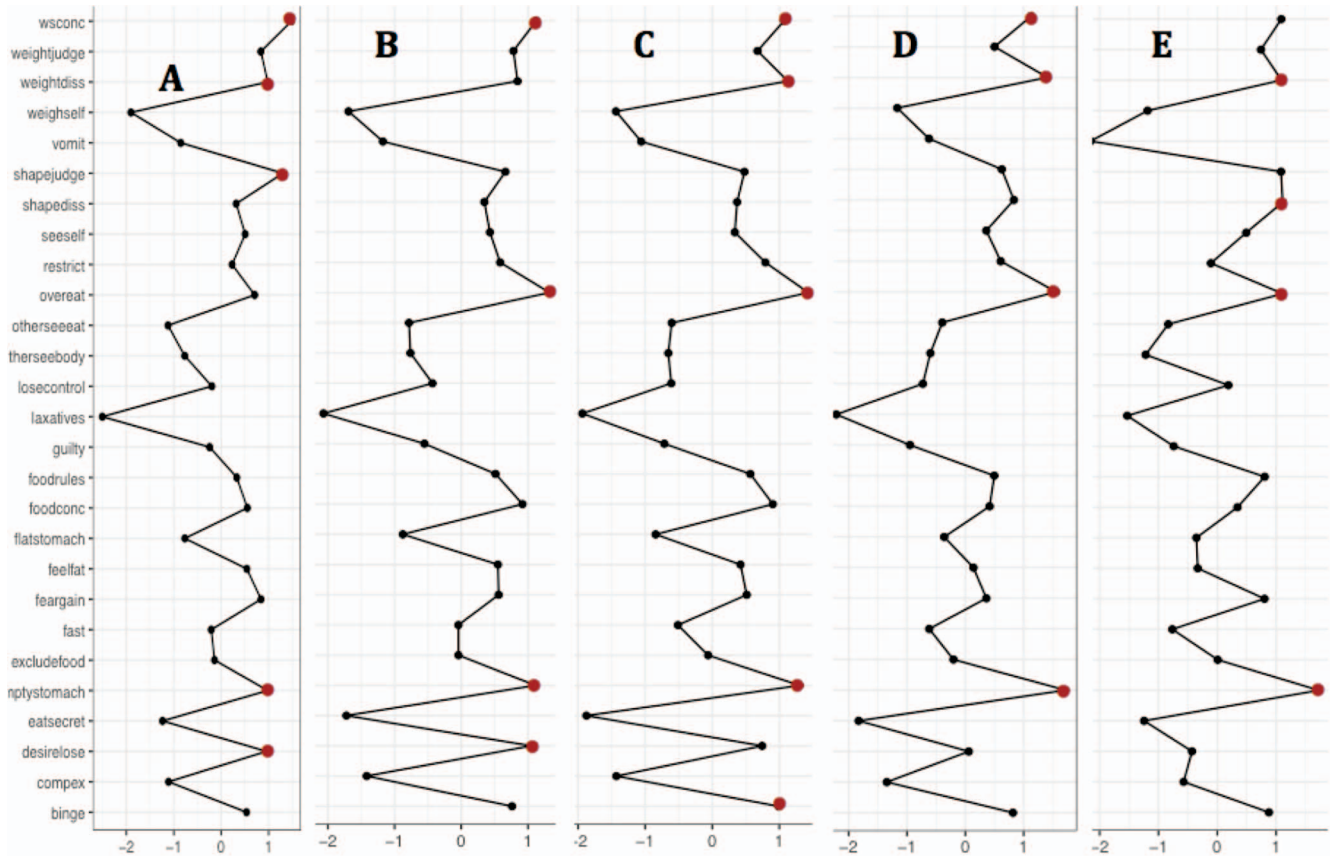 A B C D E
wsconc
weightjudge
weightdiss
weighself
vomit
shapejudge
shapediss
seeself
restrict
overeat
otherseeeat
therseebody
losecontrol
laxatives
guilty
foodrules
foodconc
flatstomach
feelfat
feargain
fast
excludefood
nptystomach
eatsecret
desirelose
compex
binge
−2 −1 0 1 −2 −1 0 1 −2 −1 0 1 −2 −1 0 1 −2 −1 0 1